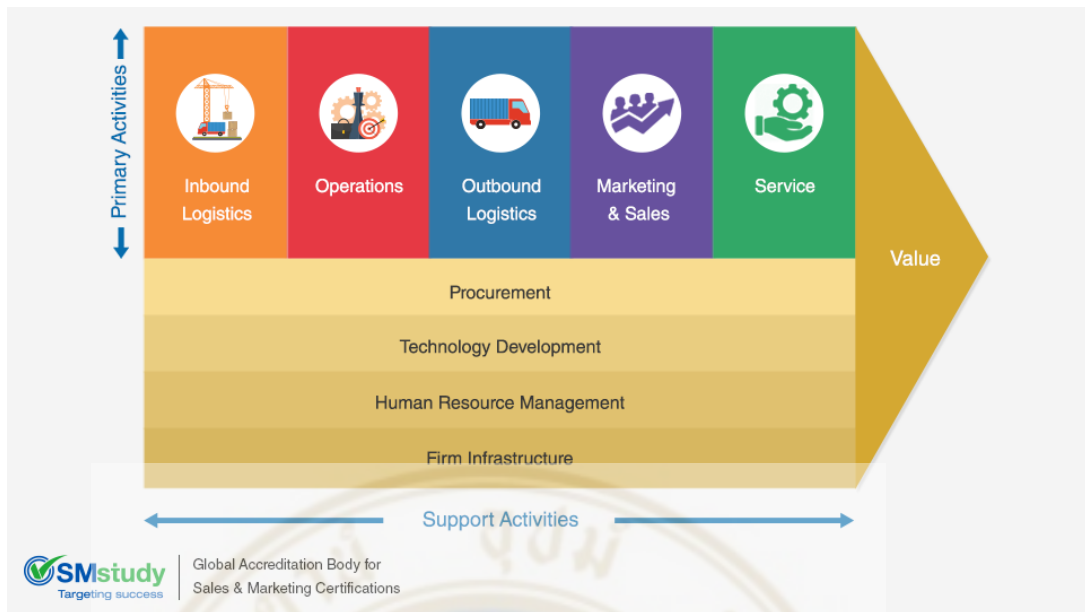 Primary Activities
Inbound
Logistics
Operations
Outbound
Logistics
Marketing
& Sales
Service
Value
Procurement
Technology Development
Human Resource Management
Firm Infrastructure
Support Activities
SMstudy
Targeting success
Global Accreditation Body for
Sales & Marketing Certifications